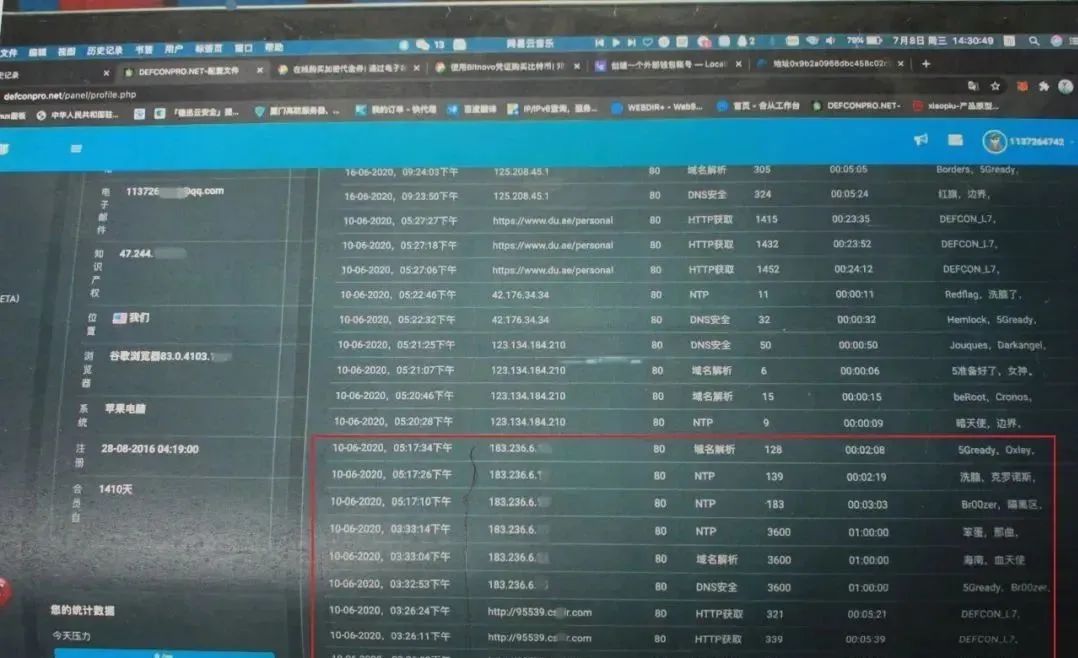 文件 编辑 视图 历史记录 书签 用户 标签页 窗口 帮助 13 网易云音乐 2 79% 7月8日 周三 14:30:49
DEFCONPRO.NET-配置文件 在线购买加密代金券! 通过电子 使用Bitnovo凭证购买比特币| 创建一个外部钱包账号 — Local 地址0x9b2a0968dbc458c02
defconpro.net/panel/profile.php
中华人民共和国驻... 厦门高防服务器、... 我的订单 - 快代理 百度翻译 IP/IPv6查询，服务... WEBDIR+ - WebS... 首页 - 会从工作台 DEFCONPRO.NET- xiaopiu-产品原型...
1137264742
16-06-2020，09:24:03下午 125.208.45.1 80 域名解析 305 00:05:05 Borders，5Gready，
电子邮件 113726 @qq.com
16-06-2020，09:23:50下午 125.208.45.1 80 DNS安全 324 00:05:24 红旗，边界，
10-06-2020，05:27:27下午 https://www.du.ae/personal 80 HTTP获取 1415 00:23:35 DEFCON_L7，
知识产权 47.244.
10-06-2020，05:27:18下午 https://www.du.ae/personal 80 HTTP获取 1432 00:23:52 DEFCON_L7，
10-06-2020，05:27:06下午 https://www.du.ae/personal 80 HTTP获取 1452 00:24:12 DEFCON_L7，
ETA)
10-06-2020，05:22:46下午 42.176.34.34 80 NTP 11 00:00:11 Redflag，洗脑了，
位置 我们
10-06-2020，05:22:32下午 42.176.34.34 80 DNS安全 32 00:00:32 Hemlock，5Gready，
10-06-2020，05:21:25下午 123.134.184.210 80 DNS安全 50 00:00:50 Jouques，Darkangel，
浏览器 谷歌浏览器83.0.4103.
10-06-2020，05:21:07下午 123.134.184.210 80 域名解析 6 00:00:06 5准备好了，女神。
10-06-2020，05:20:46下午 123.134.184.210 80 域名解析 15 00:00:15 beRoot，Cronos，
系统 苹果电脑
10-06-2020，05:20:28下午 123.134.184.210 80 NTP 9 00:00:09 暗天使，边界，
注册 28-08-2016 04:19:00
10-06-2020，05:17:34下午 183.236.6. 80 域名解析 128 00:02:08 5Gready，Oxley，
10-06-2020，05:17:26下午 183.236.6. 80 NTP 139 00:02:19 洗脑，克罗诺斯，
会员自 1410天
10-06-2020，05:17:10下午 183.236.6. 80 NTP 183 00:03:03 Br00zer，隔离区，
10-06-2020，03:33:14下午 183.236.6. 80 NTP 3600 01:00:00 笨蛋，那曲，
10-06-2020，03:33:04下午 183.236.6. 80 域名解析 3600 01:00:00 海南，血天使
10-06-2020，03:32:53下午 183.236.6. 80 DNS安全 3600 01:00:00 5Gready，Br00zer，
您的统计数据
10-06-2020，03:26:24下午 http://95539.cs ir.com 80 HTTP获取 321 00:05:21 DEFCON_L7，
今天压力
10-06-2020，03:26:11下午 http://95539.cs r.com 80 HTTP获取 339 00:05:39 DEFCON_L7，